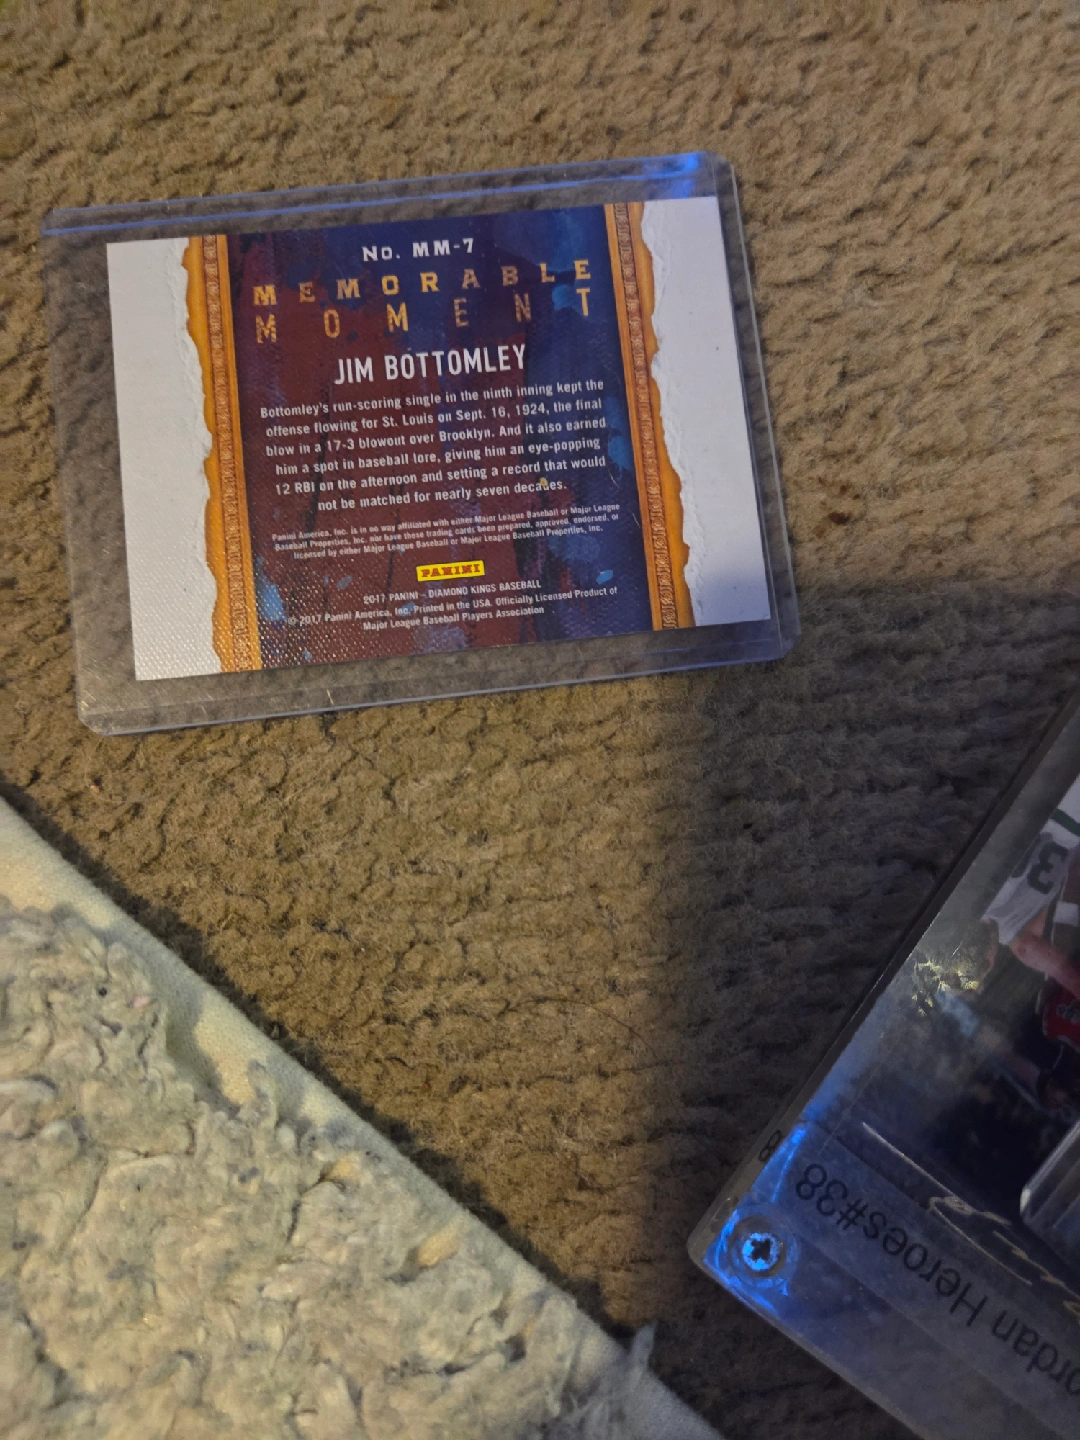 No. MM-7
MEMORABLE
MOMENT
JIM BOTTOMLEY
Bottomley's run-scoring single in the ninth inning kept the
offense flowing for St. Louis on Sept. 16, 1924, the final
blow in a 17-3 blowout over Brooklyn. And it also earned
him a spot in baseball lore, giving him an eye-popping
12 RBI on the afternoon and setting a record that would
not be matched for nearly seven decades.
Panini America, Inc. is in no way affiliated with either Major League Baseball or Major League
Baseball Properties, Inc. nor have these trading cards been prepared, approved, endorsed, or
licensed by either Major League Baseball or Major League Baseball Properties, Inc.
PANINI
2017 PANINI - DIAMOND KINGS BASEBALL
© 2017 Panini America, Inc. Printed in the USA. Officially Licensed Product of
Major League Baseball Players Association
ordan Heroes#38